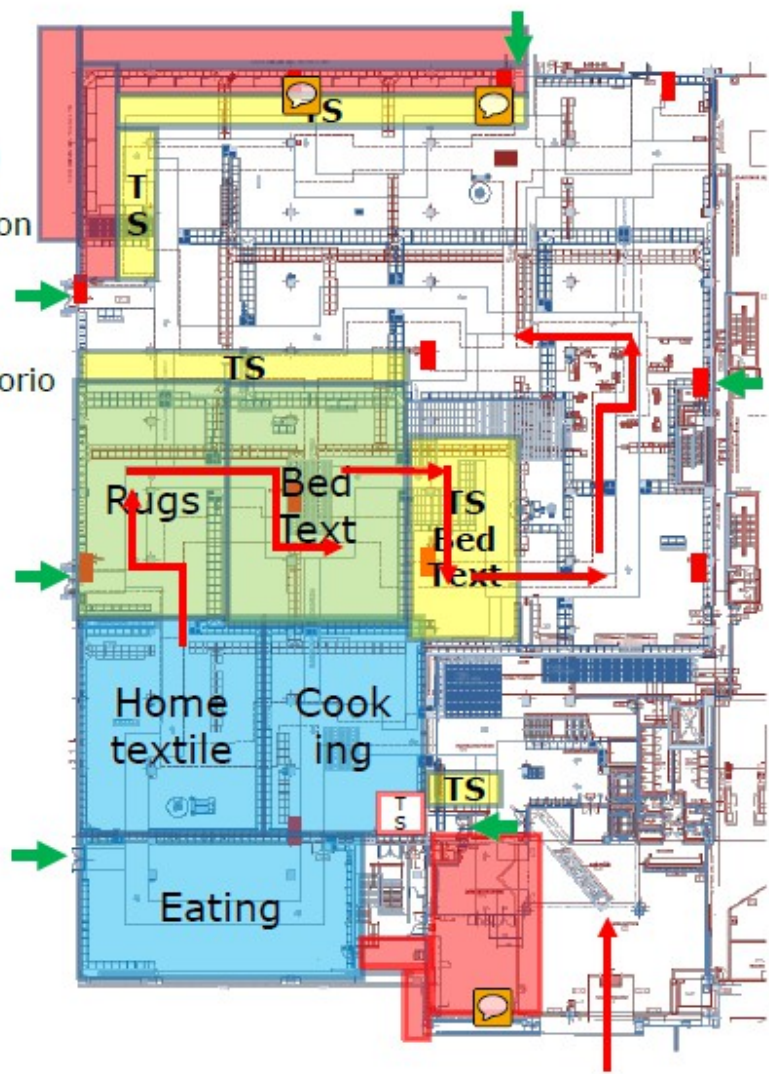 TS
T
S
on
TS
orio
Rugs
Bed
Text
TS
Bed
Text
Home
textile
Cook
ing
TS
T
S
Eating